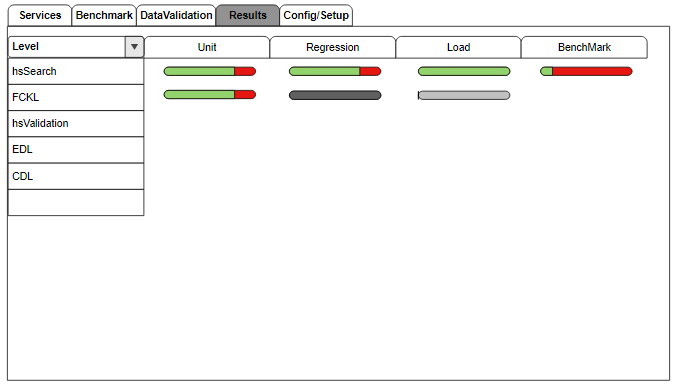 Services Benchmark DataValidation Results Config/Setup
Level Unit Regression Load BenchMark
hsSearch
FCKL
hsValidation
EDL
CDL